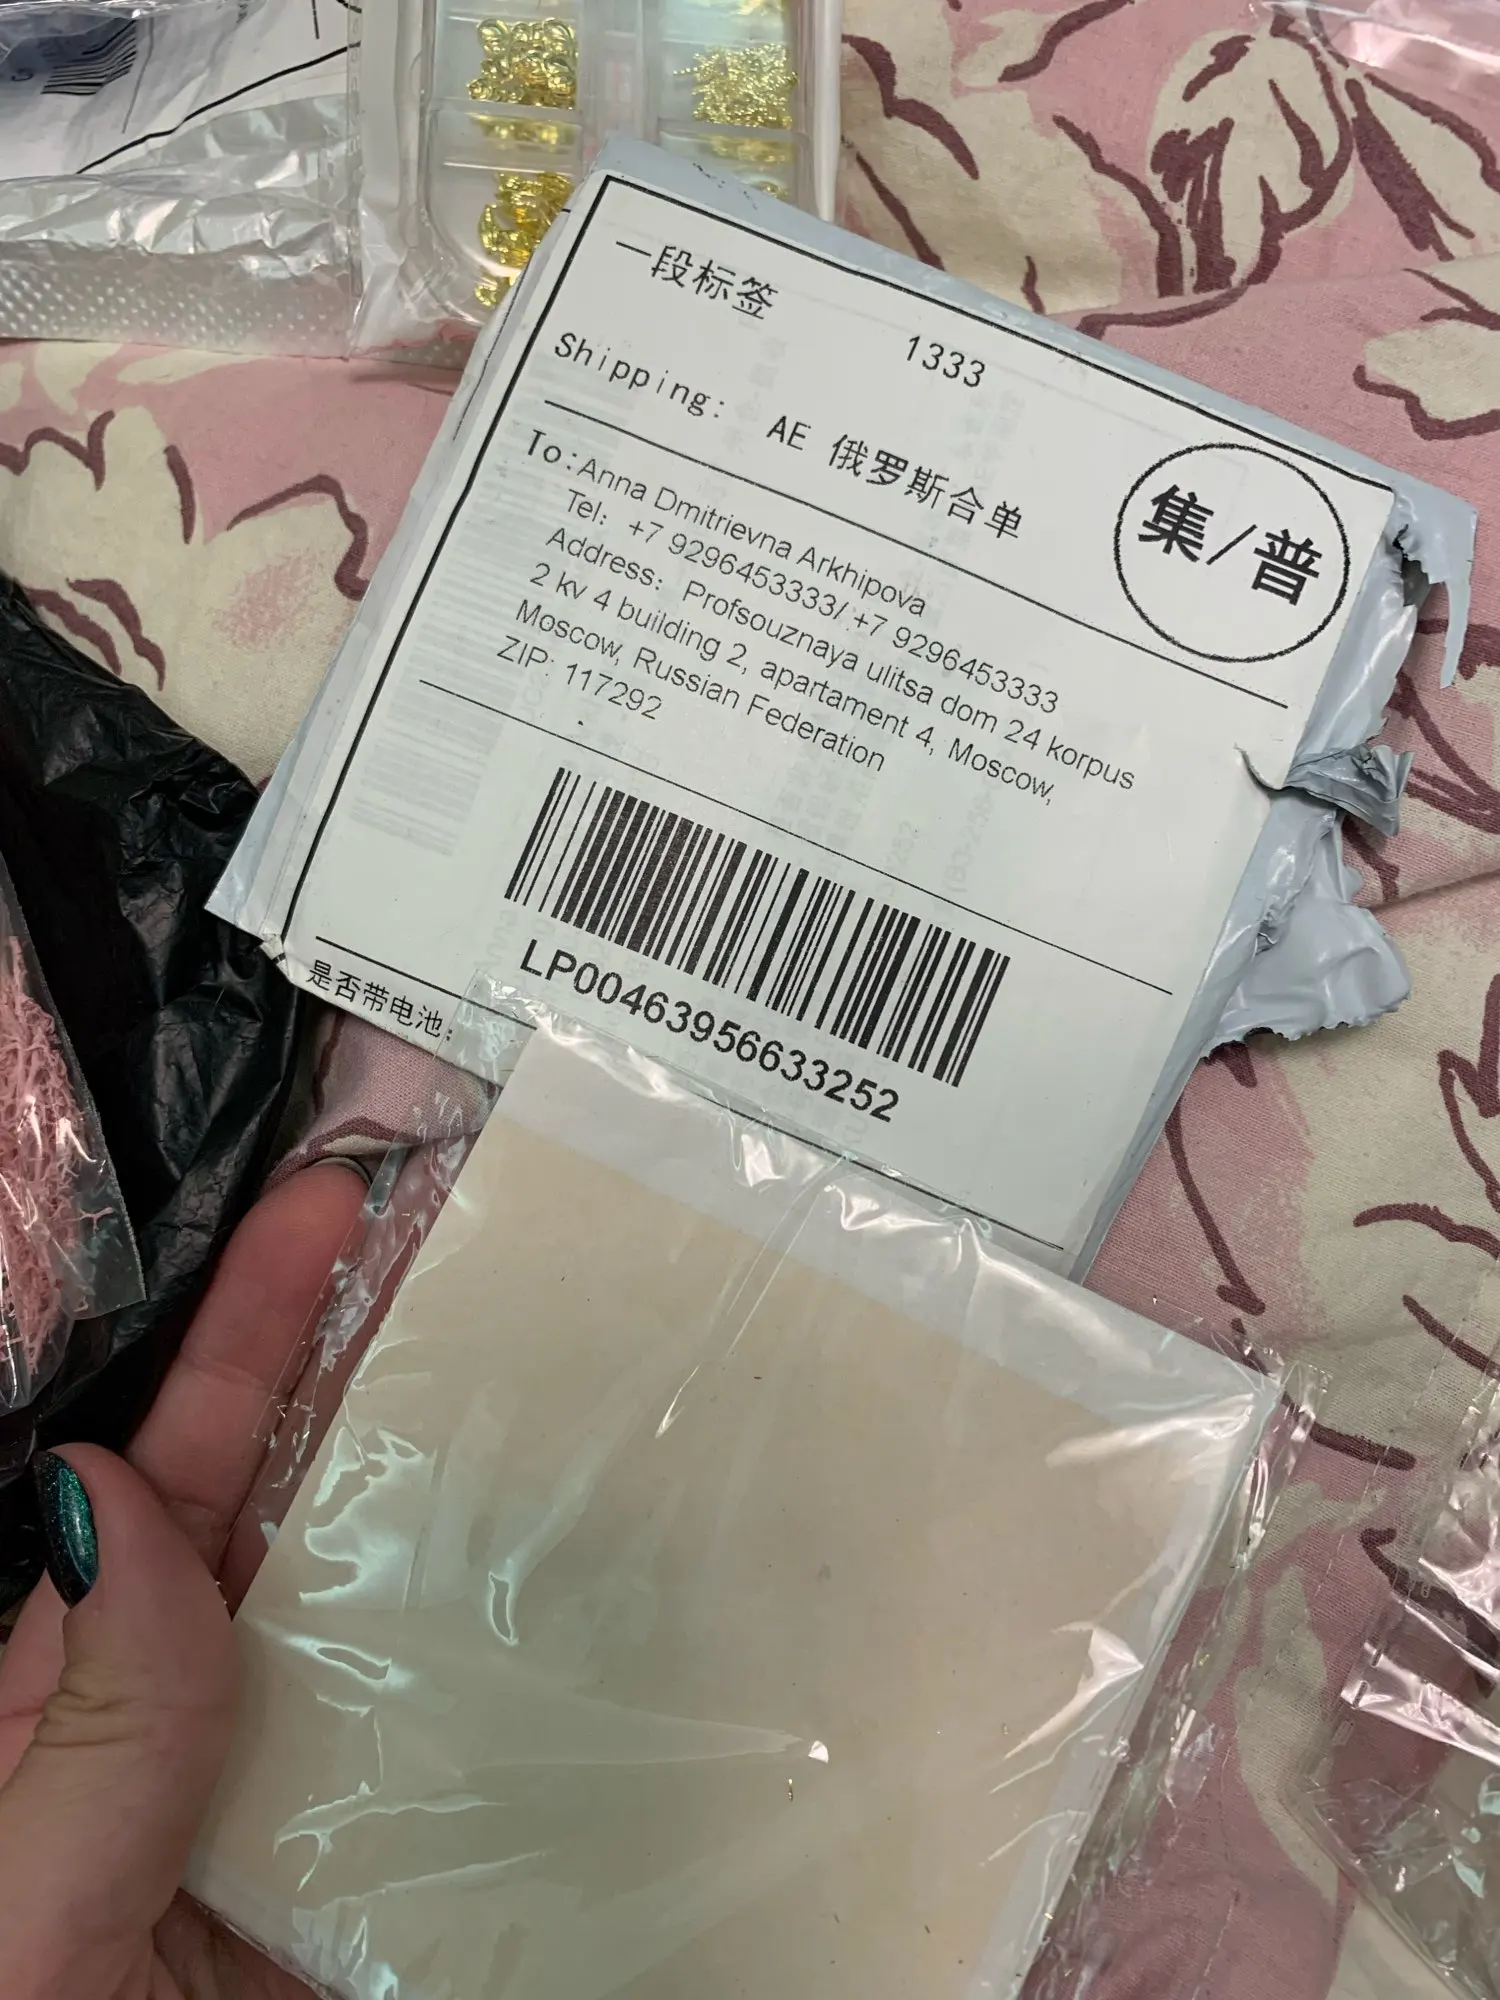 一段标签 1333
Shipping: AE 俄罗斯合单
集/普
To:Anna Dmitrievna Arkhipova
Tel: +7 9296453333/ +7 9296453333
Address: Profsouznaya ulitsa dom 24 korpus
2 kv 4 building 2, apartament 4, Moscow,
Moscow, Russian Federation
ZIP: 117292
LP00463956633252
是否带电池: